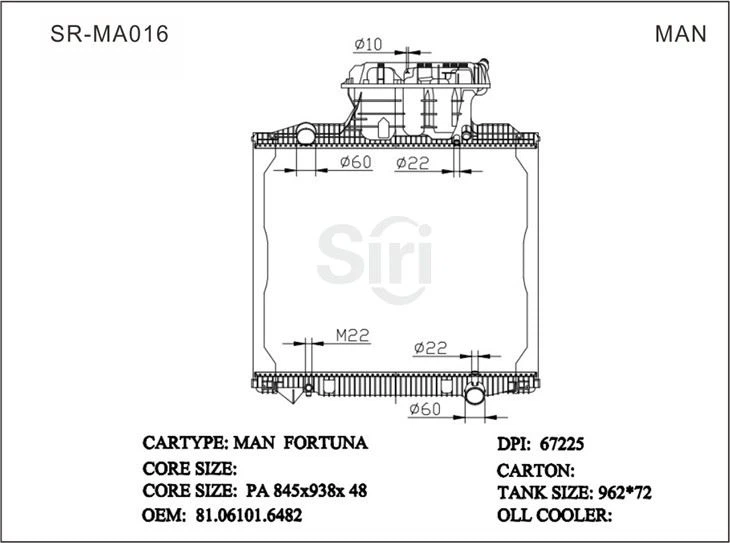 SR-MA016 MAN
Ø10
Ø60 Ø22
Siri
M22 Ø22
Ø60
CARTYPE: MAN FORTUNA DPI: 67225
CORE SIZE: CARTON:
CORE SIZE: PA 845x938x 48 TANK SIZE: 962*72
OEM: 81.06101.6482 OLL COOLER: